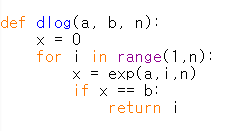 def dlog(a, b, n):
    x = 0
    for i in range(1,n):
        x = exp(a,i,n)
        if x == b:
            return i